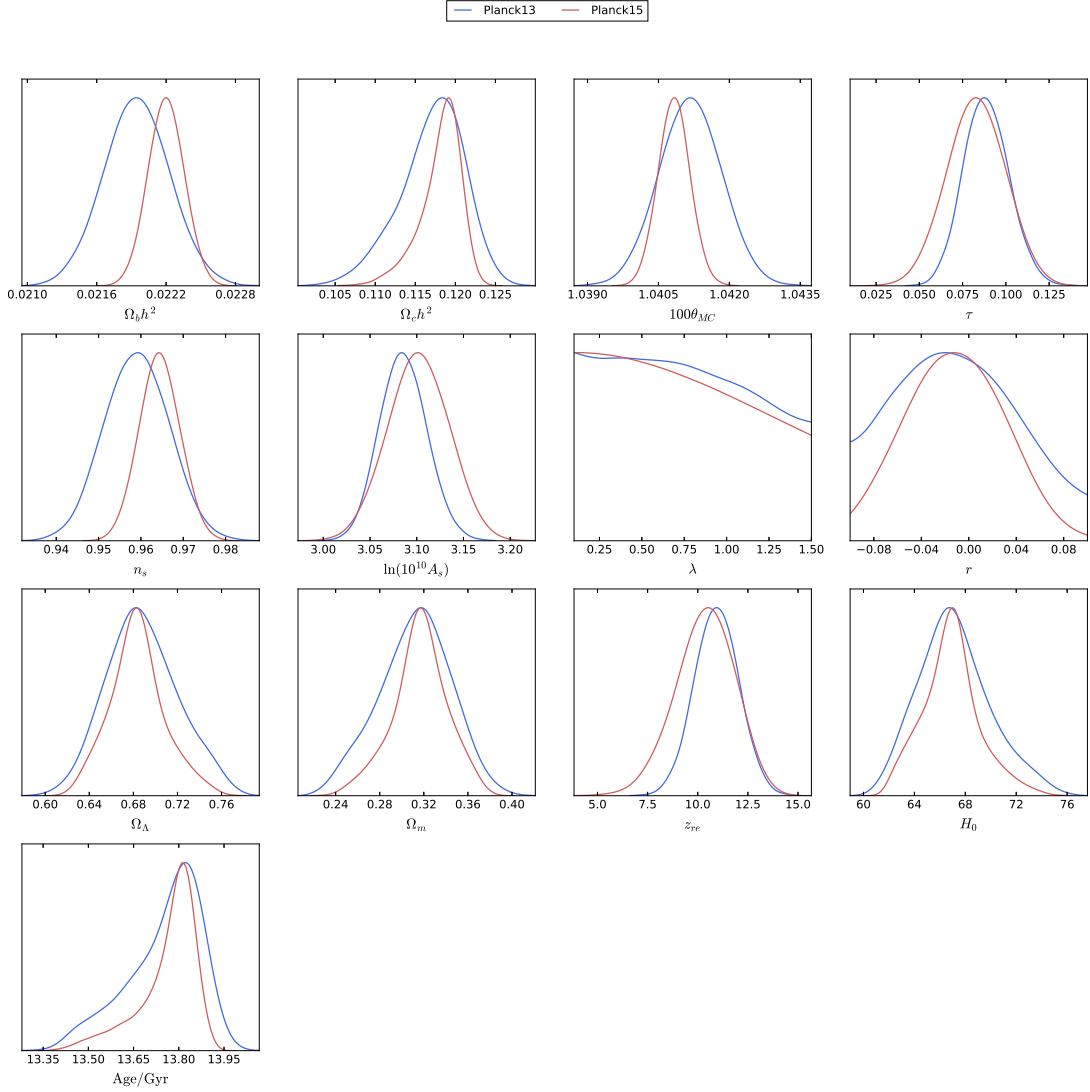 Planck13 Planck15
0.0210 0.0216 0.0222 0.0228
Ω_b h²
0.105 0.110 0.115 0.120 0.125
Ω_c h²
1.0390 1.0405 1.0420 1.0435
100θ_MC
0.025 0.050 0.075 0.100 0.125
τ
0.94 0.95 0.96 0.97 0.98
n_s
3.00 3.05 3.10 3.15 3.20
ln(10¹⁰A_s)
0.25 0.50 0.75 1.00 1.25 1.50
λ
−0.08 −0.04 0.00 0.04 0.08
r
0.60 0.64 0.68 0.72 0.76
Ω_Λ
0.24 0.28 0.32 0.36 0.40
Ω_m
5.0 7.5 10.0 12.5 15.0
z_re
60 64 68 72 76
H_0
13.35 13.50 13.65 13.80 13.95
Age/Gyr